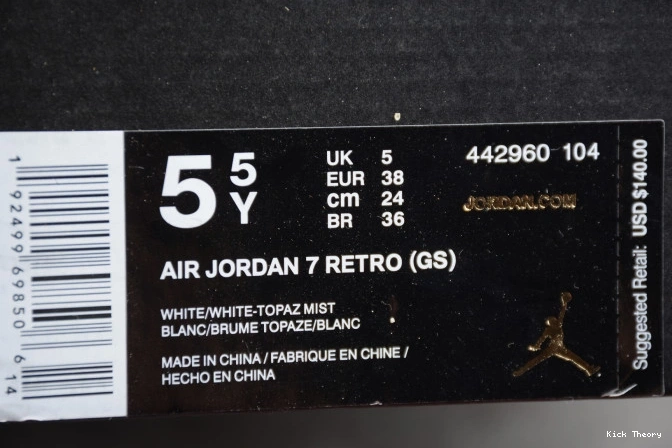 5
5
Y
UK 5
EUR 38
cm 24
BR 36
442960 104
JORDAN.COM
AIR JORDAN 7 RETRO (GS)
WHITE/WHITE-TOPAZ MIST
BLANC/BRUME TOPAZE/BLANC
MADE IN CHINA / FABRIQUE EN CHINE /
HECHO EN CHINA
Suggested Retail: USD $140.00
1 92499 69850 6 14
Kick Theory